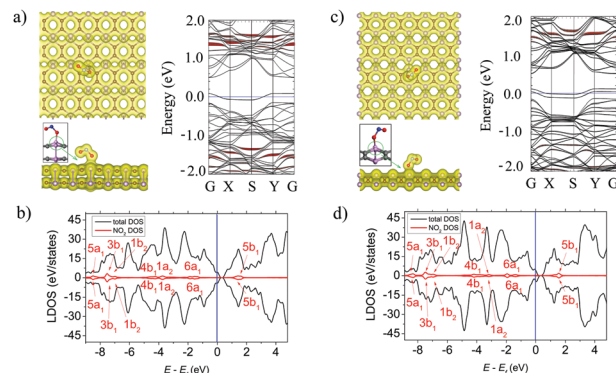 a)
2.0
1.0
0.0
-1.0
-2.0
Energy (eV)
G X S Y G
c)
2.0
1.0
0.0
-1.0
-2.0
Energy (eV)
G X S Y G
b)
45
30
15
0
-15
-30
-45
LDOS (eV/states)
total DOS
NO2 DOS
5a1
3b1
1b2
4b1
1a2
6a1
5b1
5a1
3b1
1b2
4b1
1a2
6a1
5b1
-8 -6 -4 -2 0 2 4
E - Ef (eV)
d)
45
30
15
0
-15
-30
-45
LDOS (eV/states)
total DOS
NO2 DOS
1a2
5a1
3b1
1b2
4b1
6a1
5b1
5a1
3b1
1b2
4b1
1a2
6a1
5b1
-8 -6 -4 -2 0 2 4
E - Ef (eV)